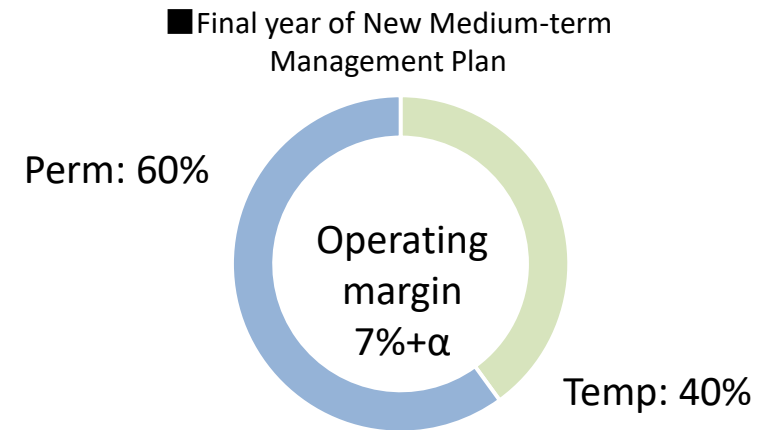 ■Final year of New Medium-term
Management Plan
Perm: 60%
Operating
margin
7%+α
Temp: 40%